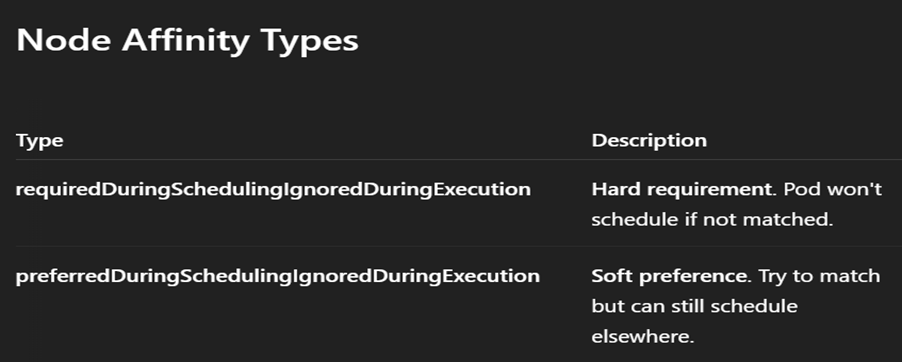 Node Affinity Types
Type Description
requiredDuringSchedulingIgnoredDuringExecution Hard requirement. Pod won't
schedule if not matched.
preferredDuringSchedulingIgnoredDuringExecution Soft preference. Try to match
but can still schedule
elsewhere.